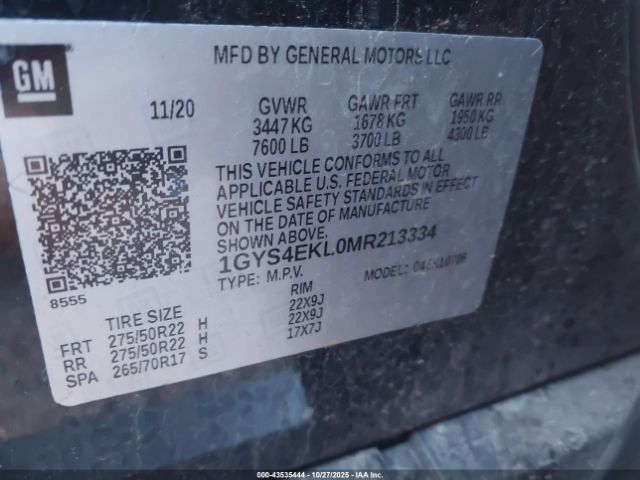 GM
MFD BY GENERAL MOTORS LLC
11/20 GVWR GAWR FRT GAWR RR
3447 KG 1678 KG 1950 KG
7600 LB 3700 LB 4300 LB
THIS VEHICLE CONFORMS TO ALL
APPLICABLE U.S. FEDERAL MOTOR
VEHICLE SAFETY STANDARDS IN EFFECT
ON THE DATE OF MANUFACTURE
SHOWN ABOVE.
1GYS4EKL0MR213334
TYPE: M.P.V. MODEL:
8555
TIRE SIZE RIM
FRT 275/50R22 H 22X9J
RR 275/50R22 H 22X9J
SPA 265/70R17 S 17X7J
000-43535444 - 10/27/2025 - IAA Inc.